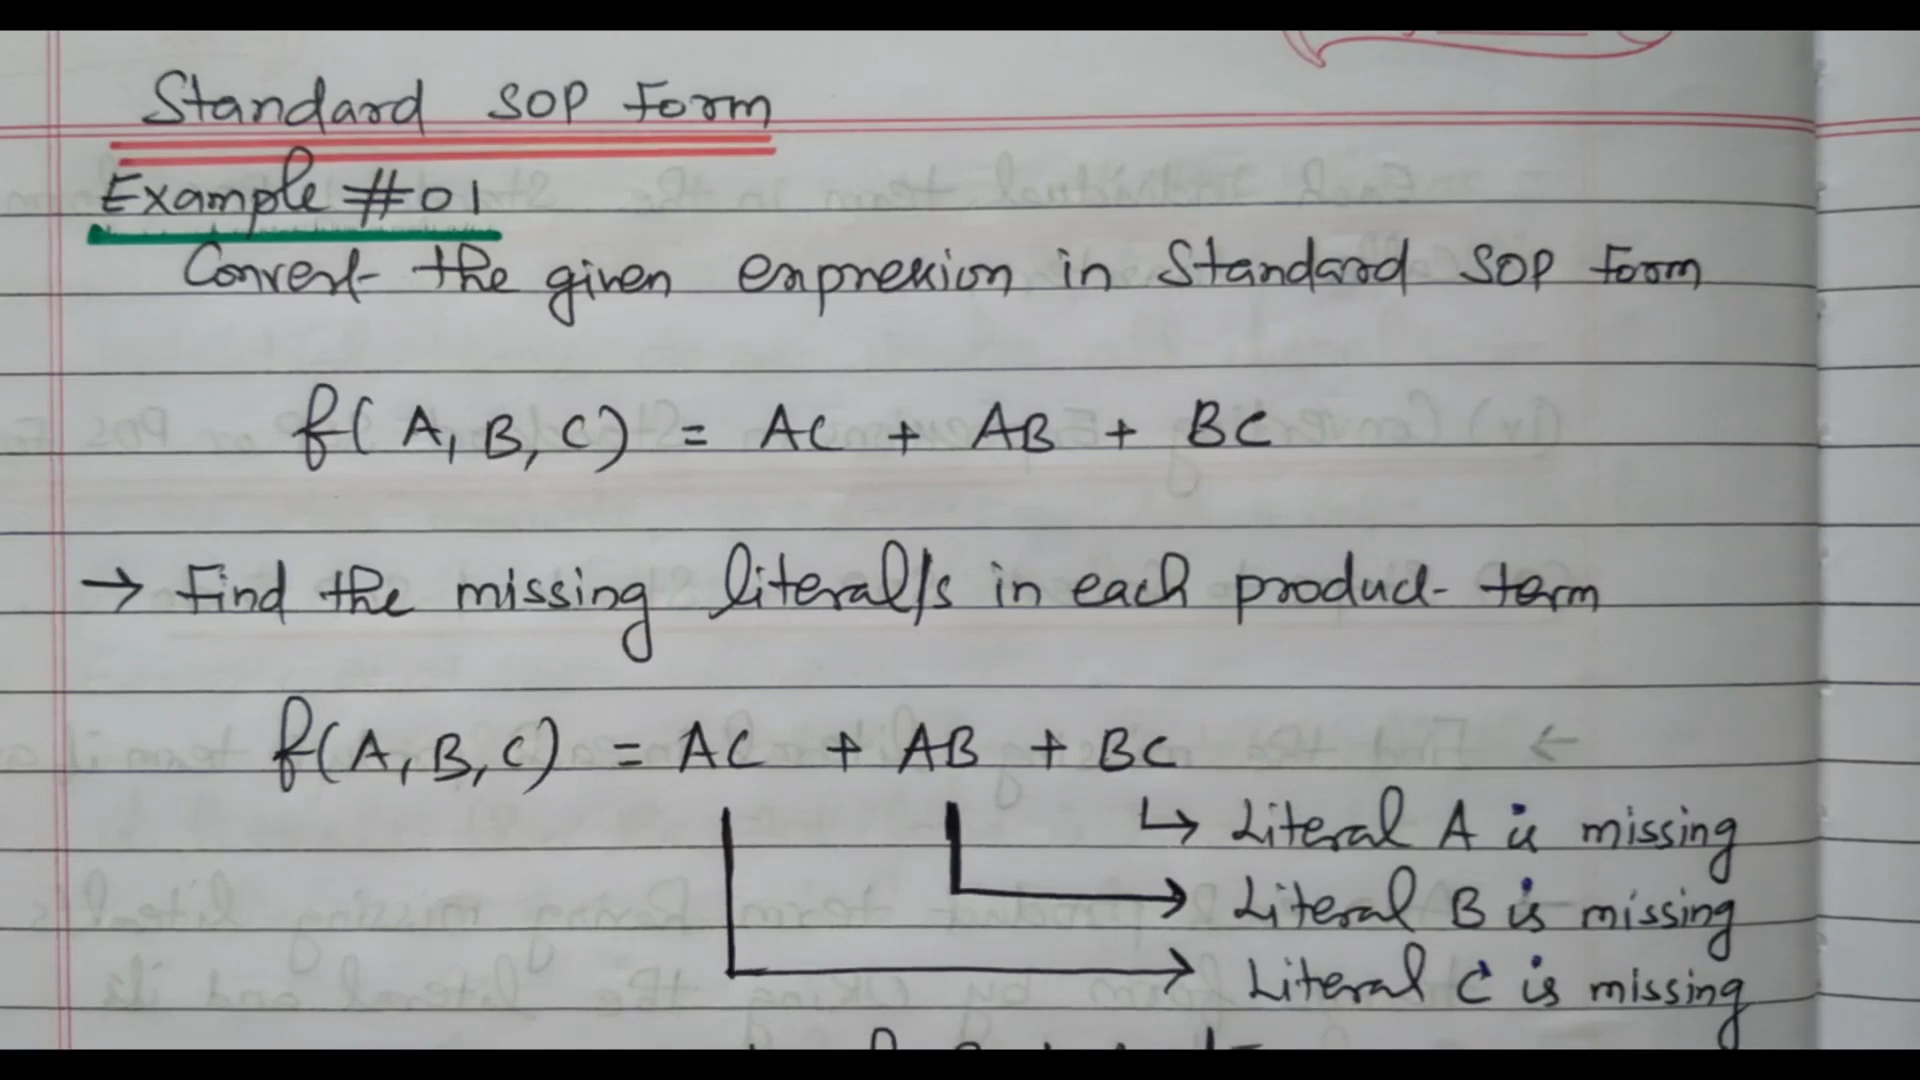 Standard SOP Form
Example #01
Convert the given expression in Standard SOP form
f(A, B, C) = AC + AB + BC
→ Find the missing literal/s in each product term
f(A, B, C) = AC + AB + BC
↳ Literal A is missing
→ Literal B is missing
→ Literal C is missing